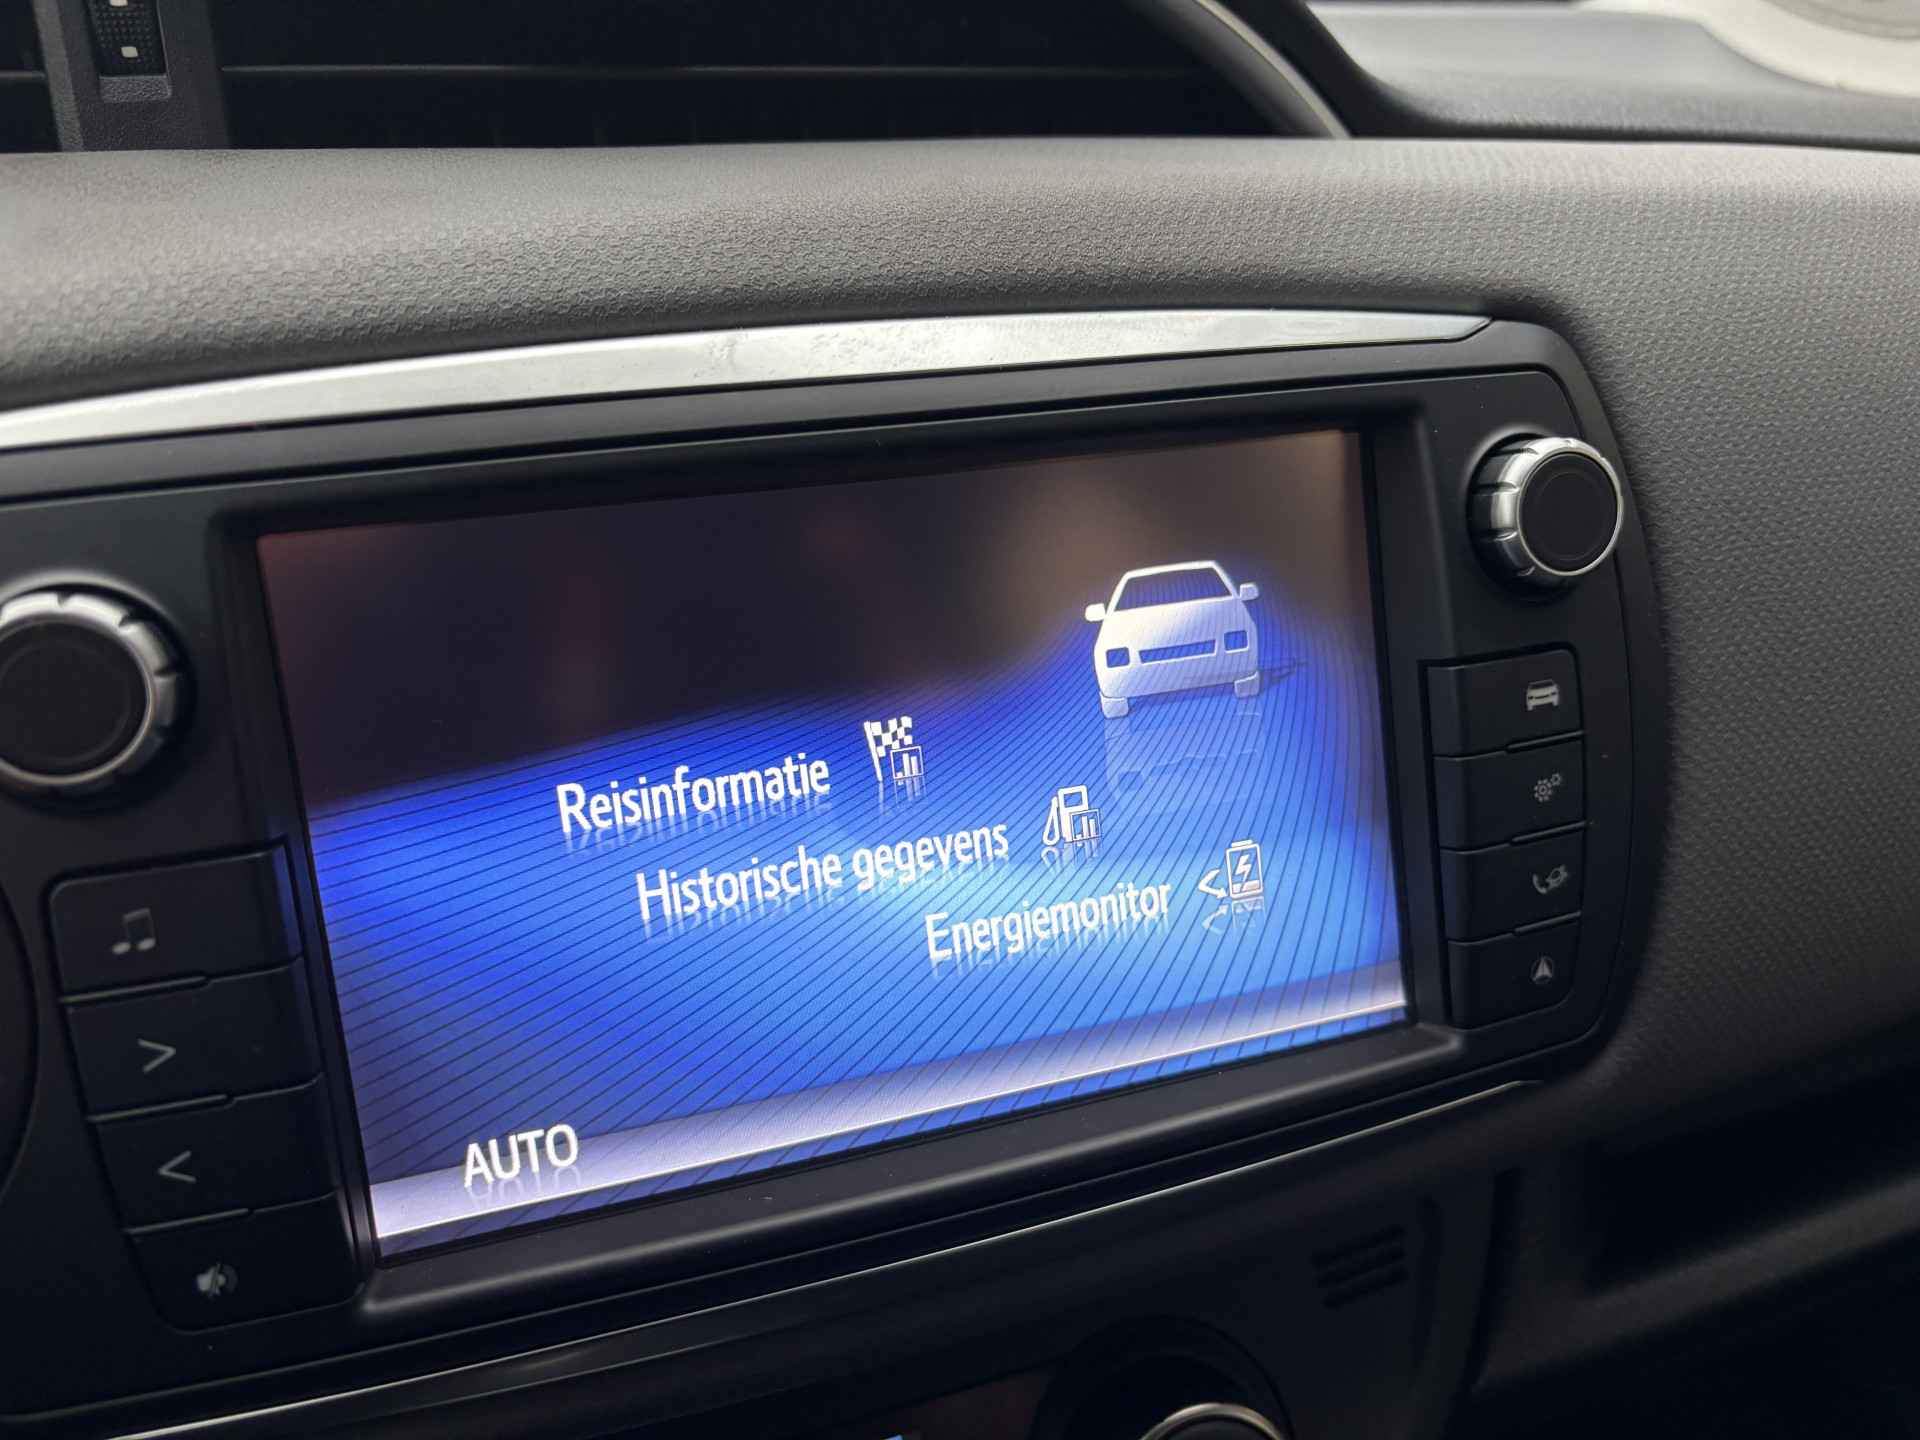 Reisinformatie
Historische gegevens
Energiemonitor
AUTO